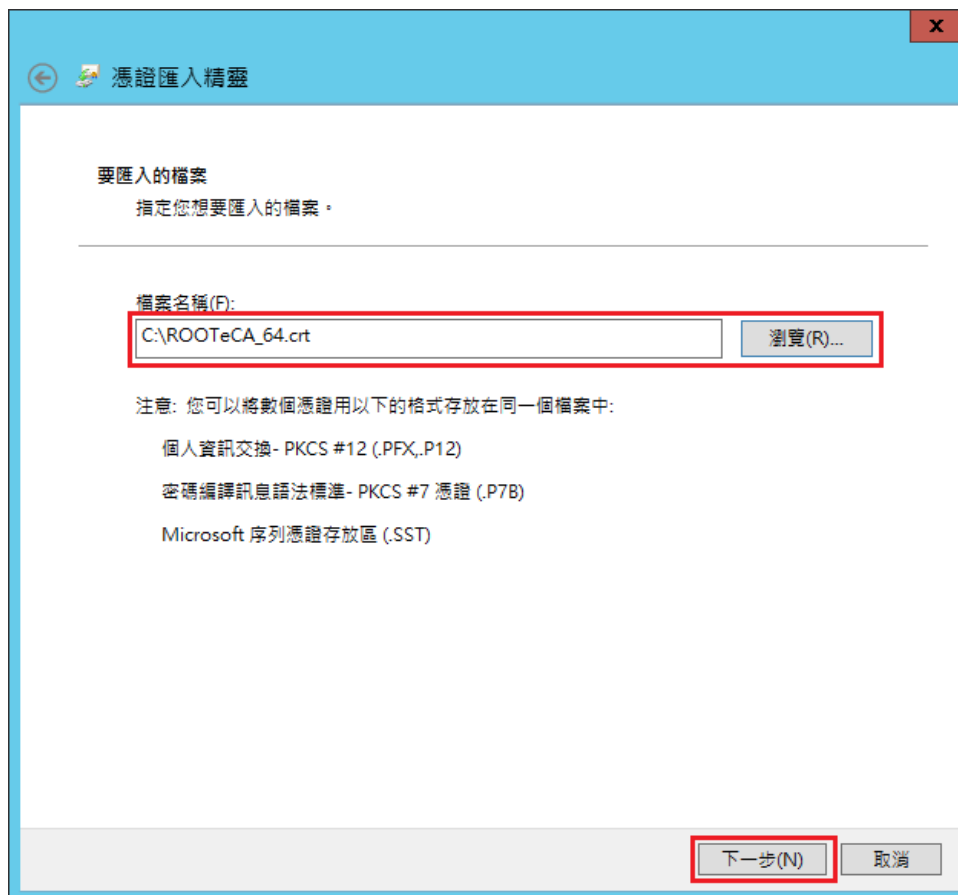 x
憑證匯入精靈
要匯入的檔案
指定您想要匯入的檔案。
檔案名稱(F):
C:\ROOTeCA_64.crt 瀏覽(R)...
注意: 您可以將數個憑證用以下的格式存放在同一個檔案中:
個人資訊交換- PKCS #12 (.PFX,.P12)
密碼編譯訊息語法標準- PKCS #7 憑證 (.P7B)
Microsoft 序列憑證存放區 (.SST)
下一步(N) 取消